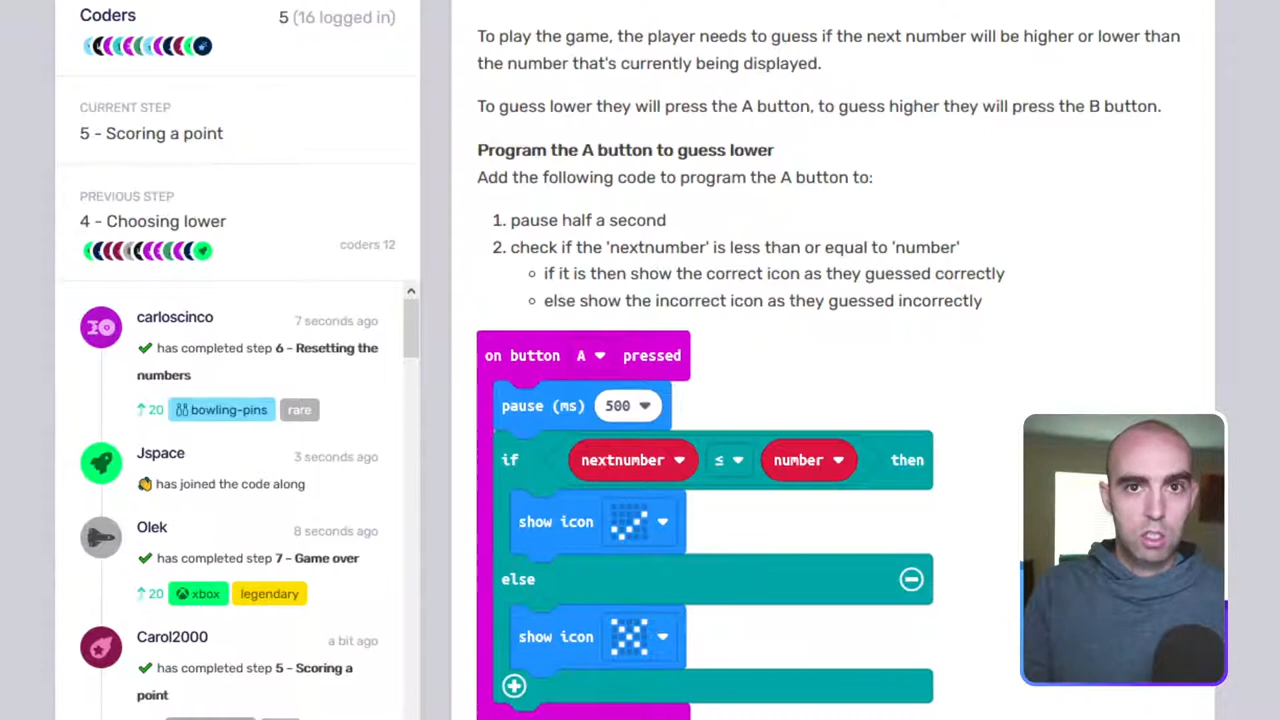 Coders
5 (16 logged in)
CURRENT STEP
5 - Scoring a point
PREVIOUS STEP
4 - Choosing lower
coders 12
carloscinco
7 seconds ago
has completed step 6 - Resetting the
numbers
20
bowling-pins
rare
Jspace
3 seconds ago
has joined the code along
Olek
8 seconds ago
has completed step 7 - Game over
20
xbox
legendary
Carol2000
a bit ago
has completed step 5 - Scoring a
point
To play the game, the player needs to guess if the next number will be higher or lower than
the number that's currently being displayed.
To guess lower they will press the A button, to guess higher they will press the B button.
Program the A button to guess lower
Add the following code to program the A button to:
1. pause half a second
2. check if the 'nextnumber' is less than or equal to 'number'
if it is then show the correct icon as they guessed correctly
else show the incorrect icon as they guessed incorrectly
on button A pressed
pause (ms) 500
if nextnumber ≤ number then
show icon
else
show icon